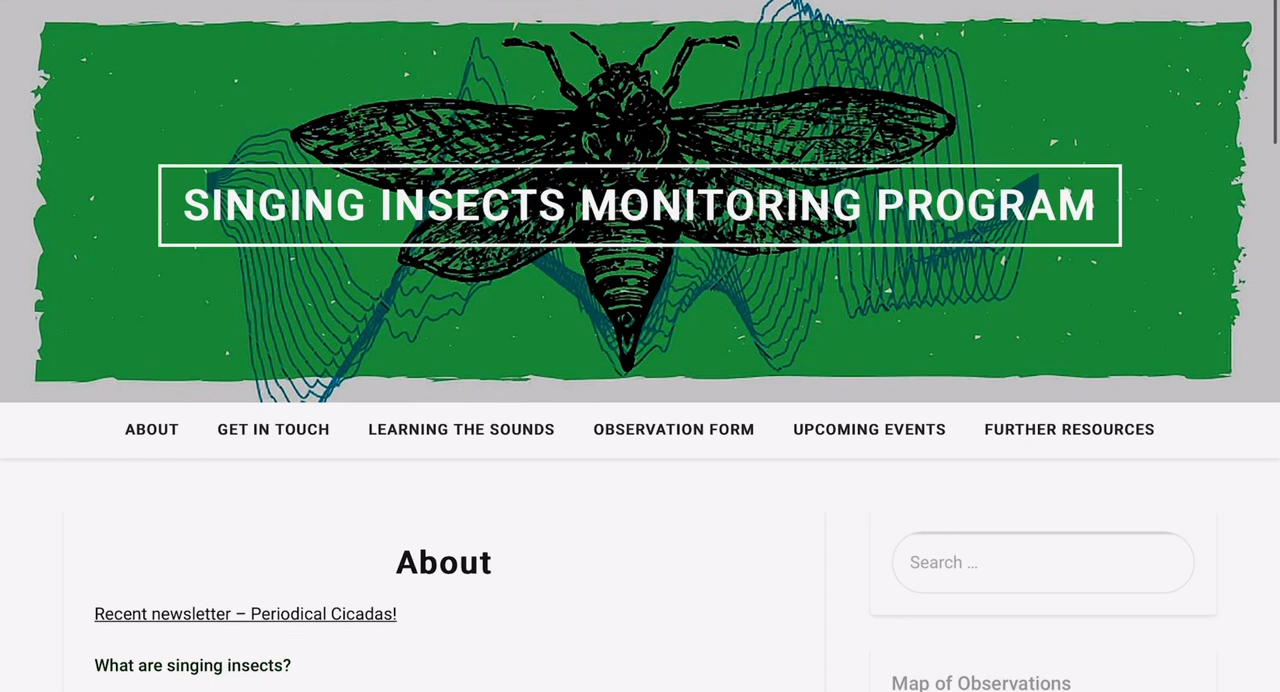 SINGING INSECTS MONITORING PROGRAM
ABOUT GET IN TOUCH LEARNING THE SOUNDS OBSERVATION FORM UPCOMING EVENTS FURTHER RESOURCES
About
Search …
Recent newsletter – Periodical Cicadas!
What are singing insects?
Map of Observations